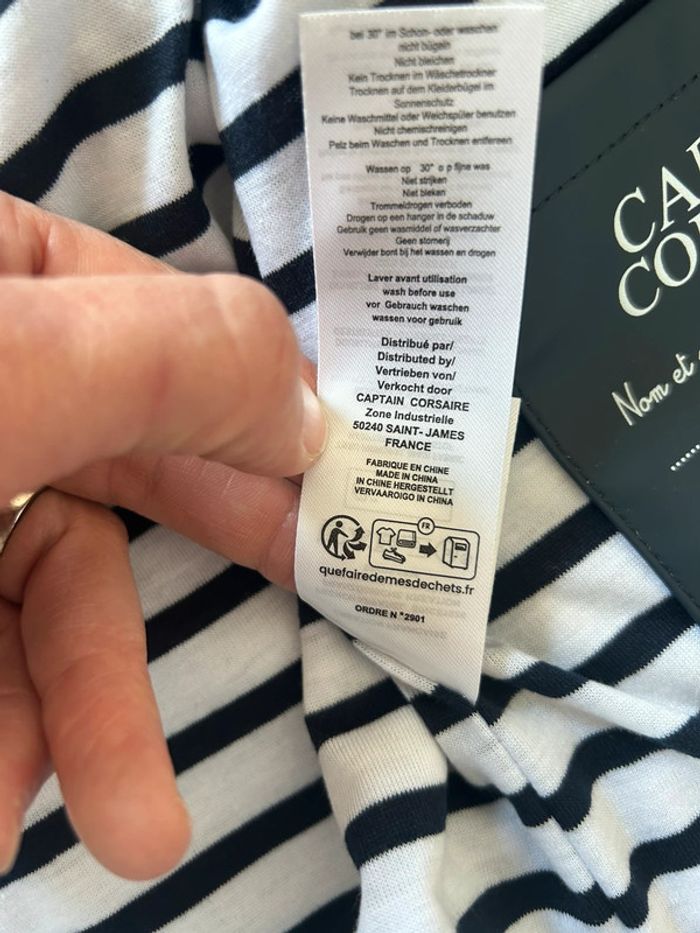 bei 30° im Schon- oder waschen
nicht bügeln
Nicht bleichen
Kein Trocknen im Wäschetrockner
Trocknen auf dem Kleiderbügel im
Sonnenschutz
Keine Waschmittel oder Weichspüler benutzen
Nicht chemischreinigen
Pelz beim Waschen und Trocknen entfereen
Wassen op 30° o p fijne was
Niet strijken
Niet bleken
Trommeldrogen verboden
Drogen op een hanger in de schaduw
Gebruik geen wasmiddel of wasverzachter
Geen stomerij
Verwijder bont bij het wassen en drogen
Laver avant utilisation
wash before use
vor Gebrauch waschen
wassen voor gebruik
Distribué par/
Distributed by/
Vertrieben von/
Verkocht door
CAPTAIN CORSAIRE
Zone Industrielle
50240 SAINT- JAMES
FRANCE
FABRIQUE EN CHINE
MADE IN CHINA
IN CHINE HERGESTELLT
VERVAAROIGO IN CHINA
FR
quefairedemesdechets.fr
ORDRE N °2901
CA
CO
Nom et